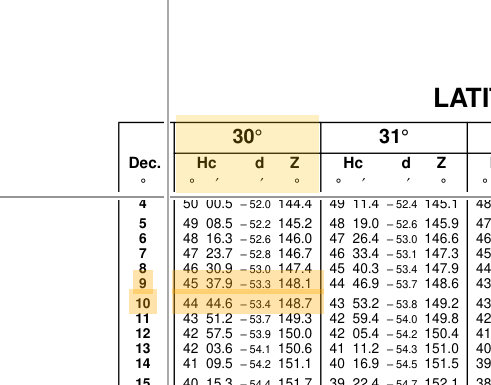 LATI
30° 31°
Dec. Hc d Z Hc d Z
° ° ′ ′ ° ° ′ ′ °
4 50 00.5 –52.0 144.4 49 11.4 –52.4 145.1 48
5 49 08.5 –52.2 145.2 48 19.0 –52.6 145.9 47
6 48 16.3 –52.6 146.0 47 26.4 –53.0 146.6 46
7 47 23.7 –52.8 146.7 46 33.4 –53.1 147.3 45
8 46 30.9 –53.0 147.4 45 40.3 –53.4 147.9 44
9 45 37.9 –53.3 148.1 44 46.9 –53.7 148.6 43
10 44 44.6 –53.4 148.7 43 53.2 –53.8 149.2 43
11 43 51.2 –53.7 149.3 42 59.4 –54.0 149.8 42
12 42 57.5 –53.9 150.0 42 05.4 –54.2 150.4 41
13 42 03.6 –54.1 150.6 41 11.2 –54.3 151.0 40
14 41 09.5 –54.2 151.1 40 16.9 –54.5 151.5 39
15 40 15.3 –54.4 151.7 39 22.4 –54.7 152.1 38